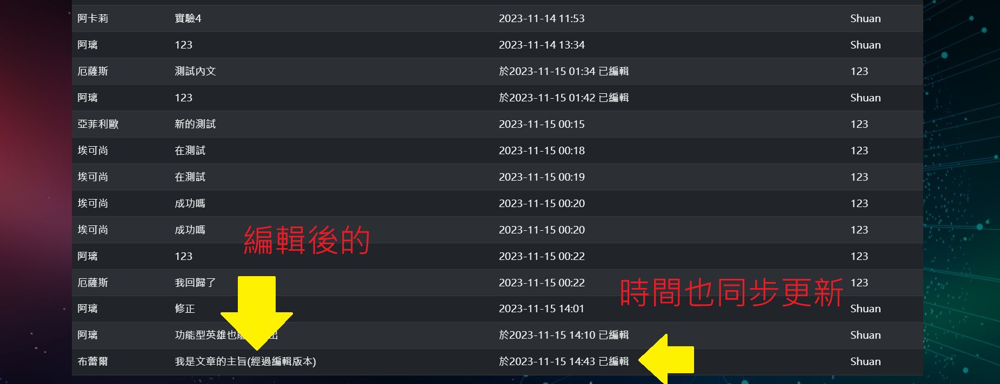 阿卡莉 實驗4 2023-11-14 11:53 Shuan
阿璃 123 2023-11-14 13:34 Shuan
厄薩斯 測試內文 於2023-11-15 01:34 已編輯 123
阿璃 123 於2023-11-15 01:42 已編輯 Shuan
亞菲利歐 新的測試 2023-11-15 00:15 123
埃可尚 在測試 2023-11-15 00:18 123
埃可尚 在測試 2023-11-15 00:19 123
埃可尚 成功嗎 2023-11-15 00:20 123
埃可尚 成功嗎 2023-11-15 00:20 123
編輯後的
阿璃 123 2023-11-15 00:22 123
厄薩斯 我回歸了 2023-11-15 00:22 123
時間也同步更新
阿璃 修正 2023-11-15 14:01 Shuan
阿璃 功能型英雄也 出 於2023-11-15 14:10 已編輯 Shuan
布蕾爾 我是文章的主旨(經過編輯版本) 於2023-11-15 14:43 已編輯 Shuan